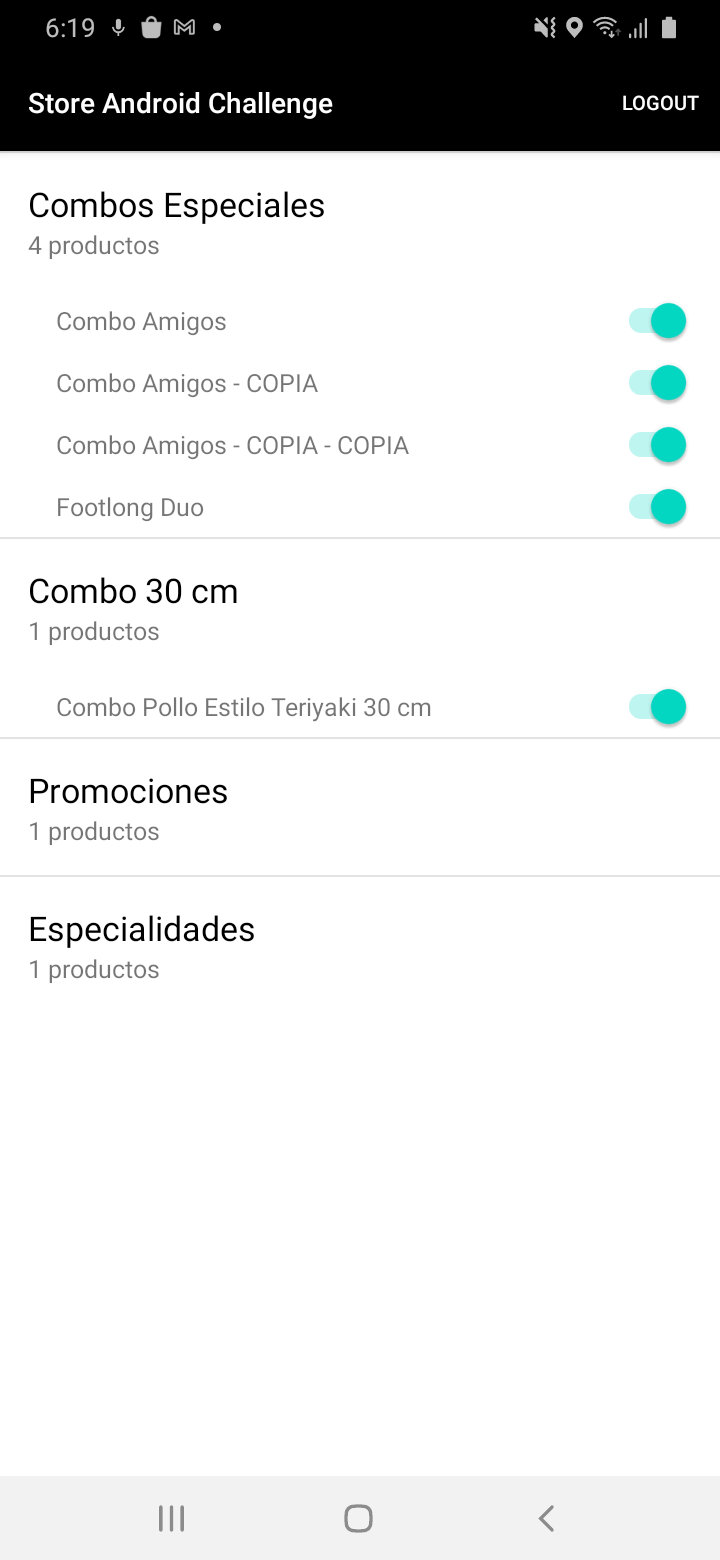 6:19
Store Android Challenge
LOGOUT
Combos Especiales
4 productos
Combo Amigos
Combo Amigos - COPIA
Combo Amigos - COPIA - COPIA
Footlong Duo
Combo 30 cm
1 productos
Combo Pollo Estilo Teriyaki 30 cm
Promociones
1 productos
Especialidades
1 productos